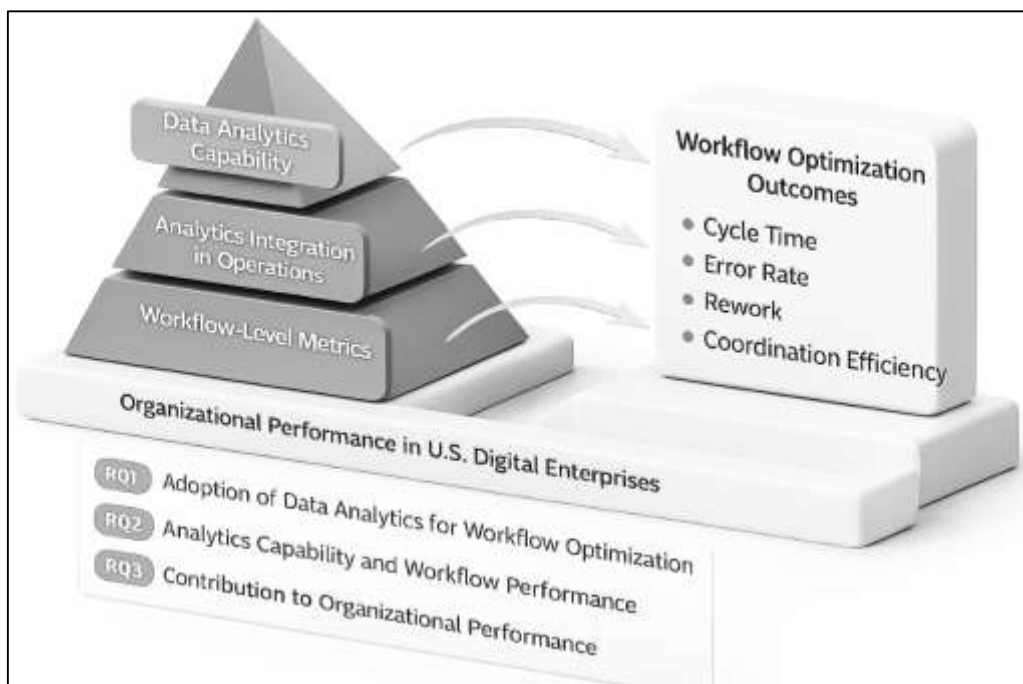 Data Analytics
Capability
Analytics Integration
in Operations
Workflow-Level Metrics
Workflow Optimization
Outcomes
• Cycle Time
• Error Rate
• Rework
• Coordination Efficiency
Organizational Performance in U.S. Digital Enterprises
RQ1 Adoption of Data Analytics for Workflow Optimization
RQ2 Analytics Capability and Workflow Performance
RQ3 Contribution to Organizational Performance